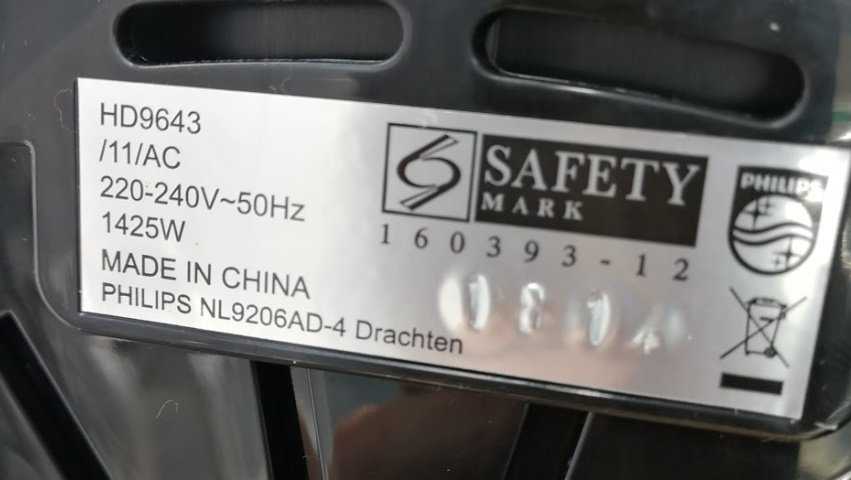 HD9643
/11/AC
220-240V~50Hz
1425W
MADE IN CHINA
PHILIPS NL9206AD-4 Drachten
SAFETY
MARK
160393-12
1814
PHILIPS